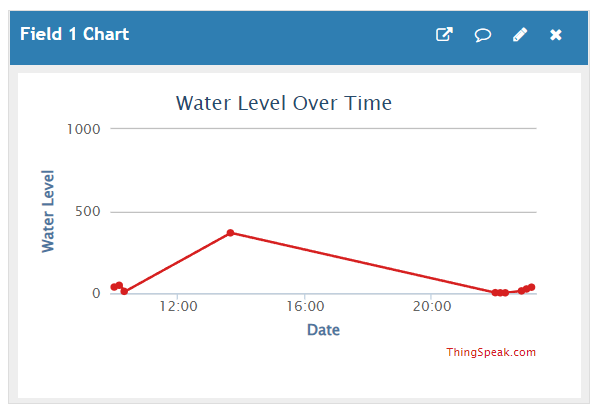 Field 1 Chart
Water Level Over Time
1000
500
0
Water Level
12:00 16:00 20:00
Date
ThingSpeak.com